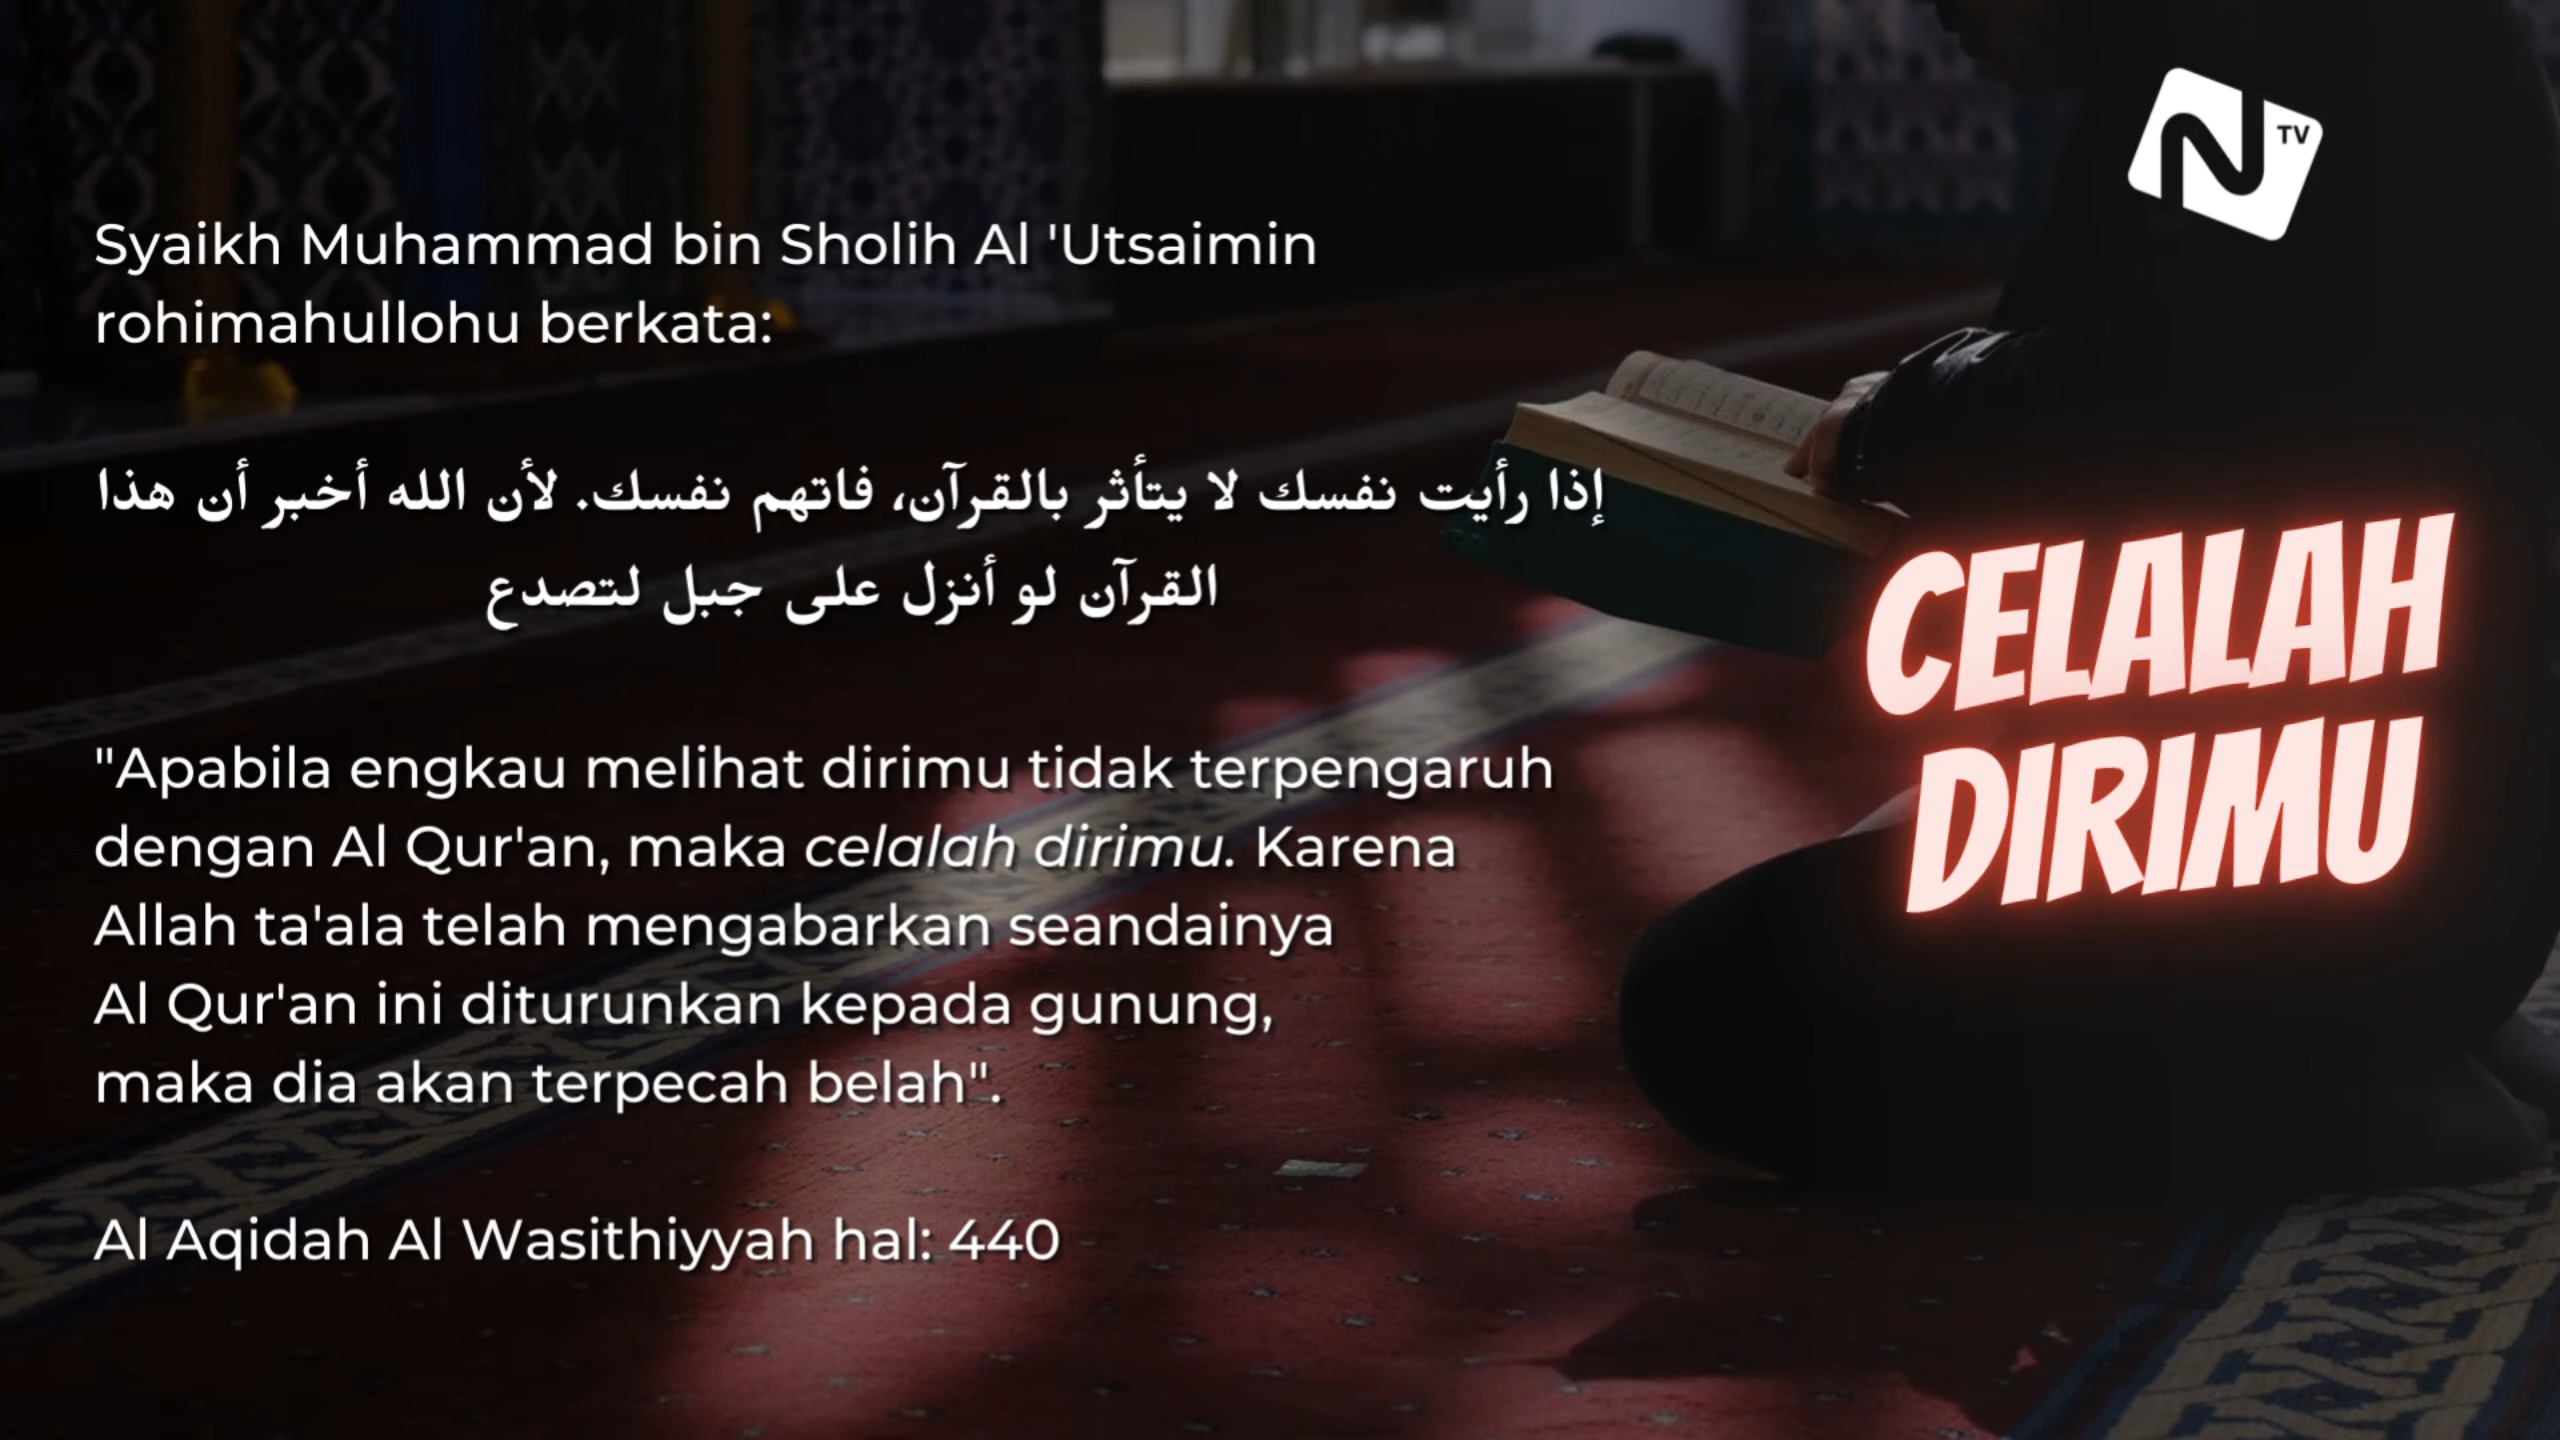 TV
Syaikh Muhammad bin Sholih Al 'Utsaimin
rohimahullohu berkata:
إذا رأيت نفسك لا يتأثر بالقرآن، فاتهم نفسك. لأن الله أخبر أن هذا
القرآن لو أنزل على جبل لتصدع
"Apabila engkau melihat dirimu tidak terpengaruh
dengan Al Qur'an, maka celalah dirimu. Karena
Allah ta'ala telah mengabarkan seandainya
Al Qur'an ini diturunkan kepada gunung,
maka dia akan terpecah belah".
Al Aqidah Al Wasithiyyah hal: 440
CELALAH
DIRIMU